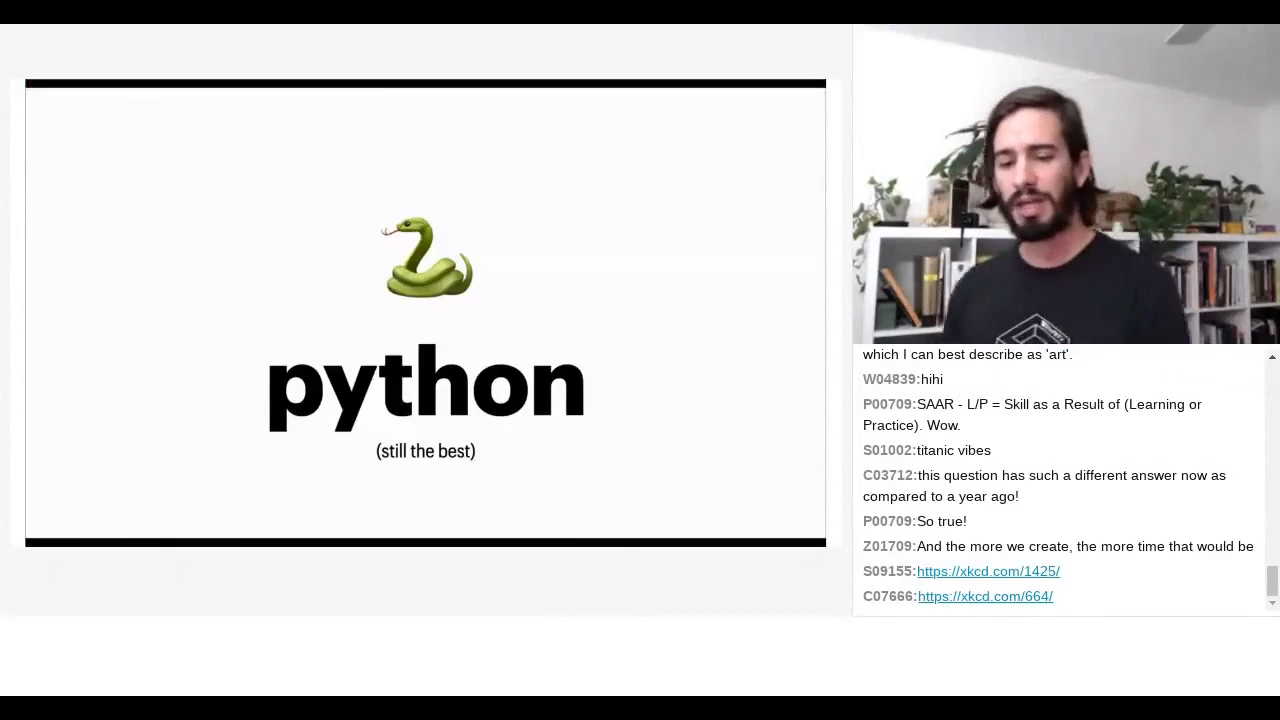 python
(still the best)
which I can best describe as 'art'.
W04839:hihi
P00709:SAAR - L/P = Skill as a Result of (Learning or
Practice). Wow.
S01002:titanic vibes
C03712:this question has such a different answer now as
compared to a year ago!
P00709:So true!
Z01709:And the more we create, the more time that would be
S09155:https://xkcd.com/1425/
C07666:https://xkcd.com/664/